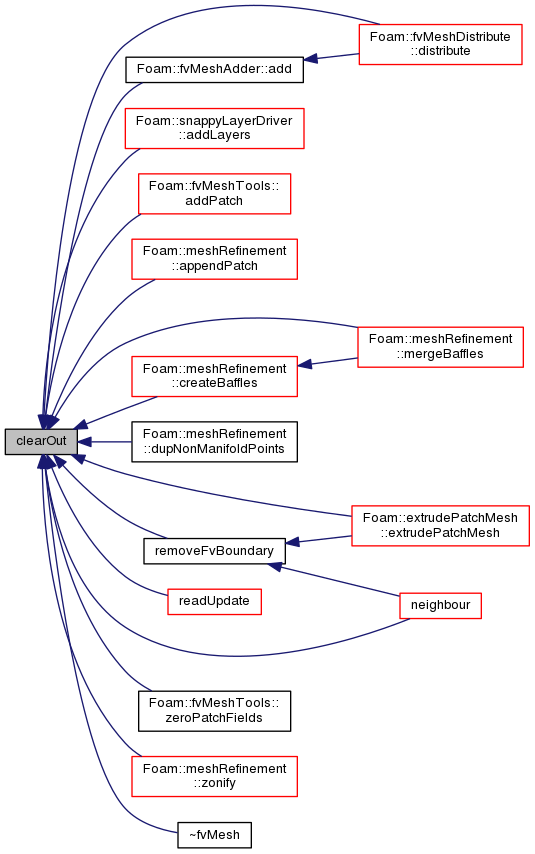 Foam::fvMeshDistribute
::distribute
Foam::fvMeshAdder::add
Foam::snappyLayerDriver
::addLayers
Foam::fvMeshTools::
addPatch
Foam::meshRefinement
::appendPatch
Foam::meshRefinement
::mergeBaffles
Foam::meshRefinement
::createBaffles
clearOut
Foam::meshRefinement
::dupNonManifoldPoints
Foam::extrudePatchMesh
::extrudePatchMesh
removeFvBoundary
readUpdate
neighbour
Foam::fvMeshTools::
zeroPatchFields
Foam::meshRefinement
::zonify
~fvMesh